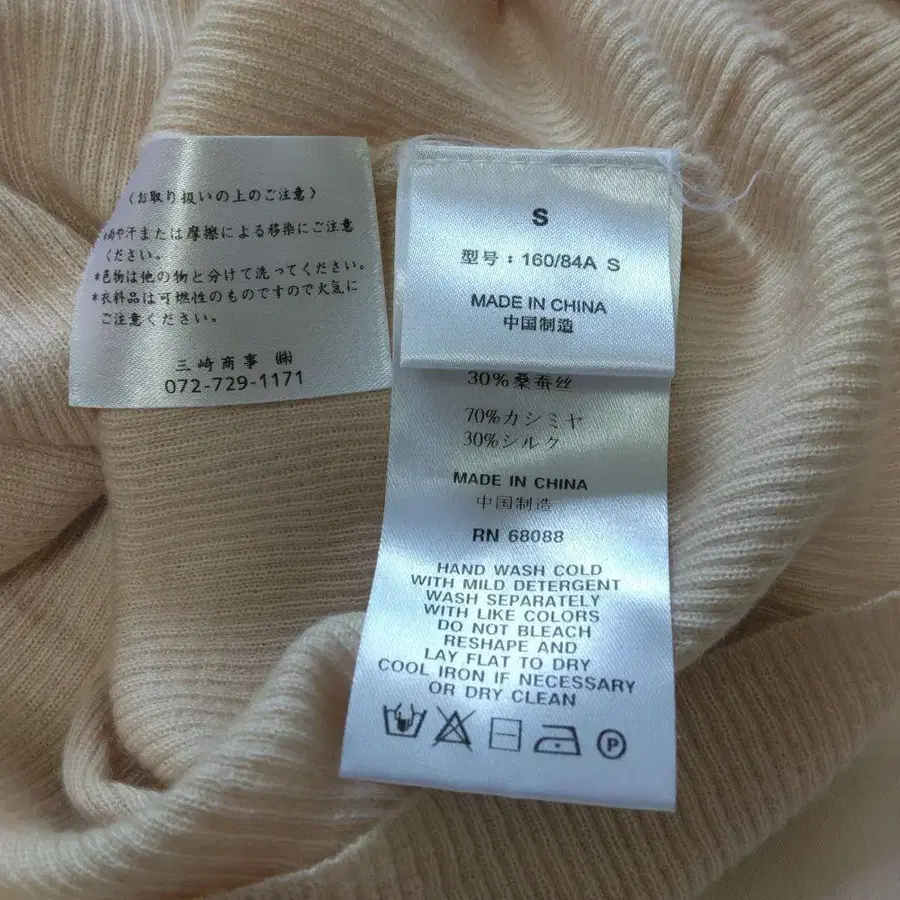 〈お取り扱いの上のご注意〉
や汗または摩擦による移染にご注意
ください。
*色物は他の物と分けて洗ってください。
*衣料品は可燃性のものですので火気に
ご注意ください。
三崎商事 ㈱
072-729-1171
S
型号：160/84A S
MADE IN CHINA
中国制造
30%桑蚕丝
70%カシミヤ
30%シルク
MADE IN CHINA
中国制造
RN 68088
HAND WASH COLD
WITH MILD DETERGENT
WASH SEPARATELY
WITH LIKE COLORS
DO NOT BLEACH
RESHAPE AND
LAY FLAT TO DRY
COOL IRON IF NECESSARY
OR DRY CLEAN
P